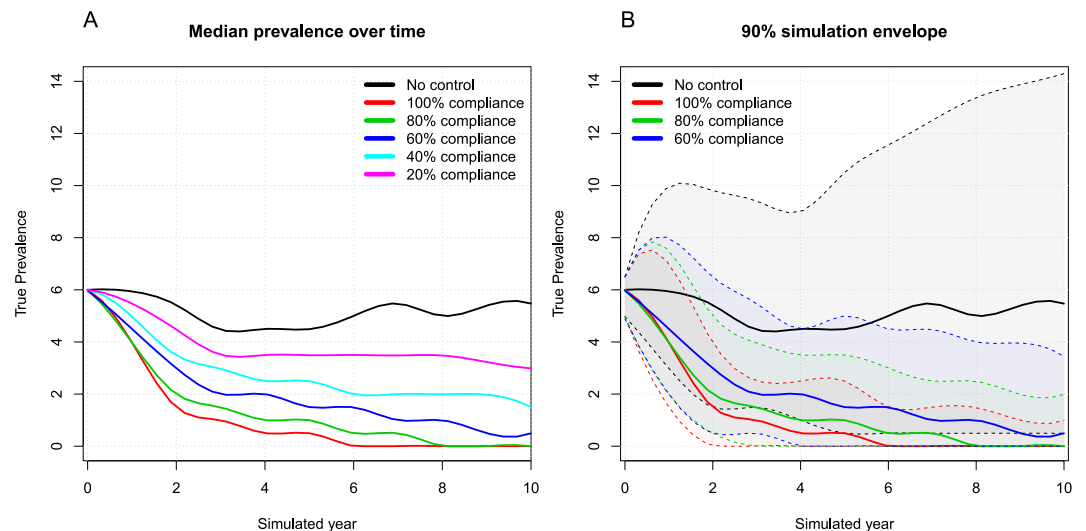 A
Median prevalence over time
True Prevalence
14
12
10
8
6
4
2
0
No control
100% compliance
80% compliance
60% compliance
40% compliance
20% compliance
0 2 4 6 8 10
Simulated year
B
90% simulation envelope
True Prevalence
14
12
10
8
6
4
2
0
No control
100% compliance
80% compliance
60% compliance
0 2 4 6 8 10
Simulated year